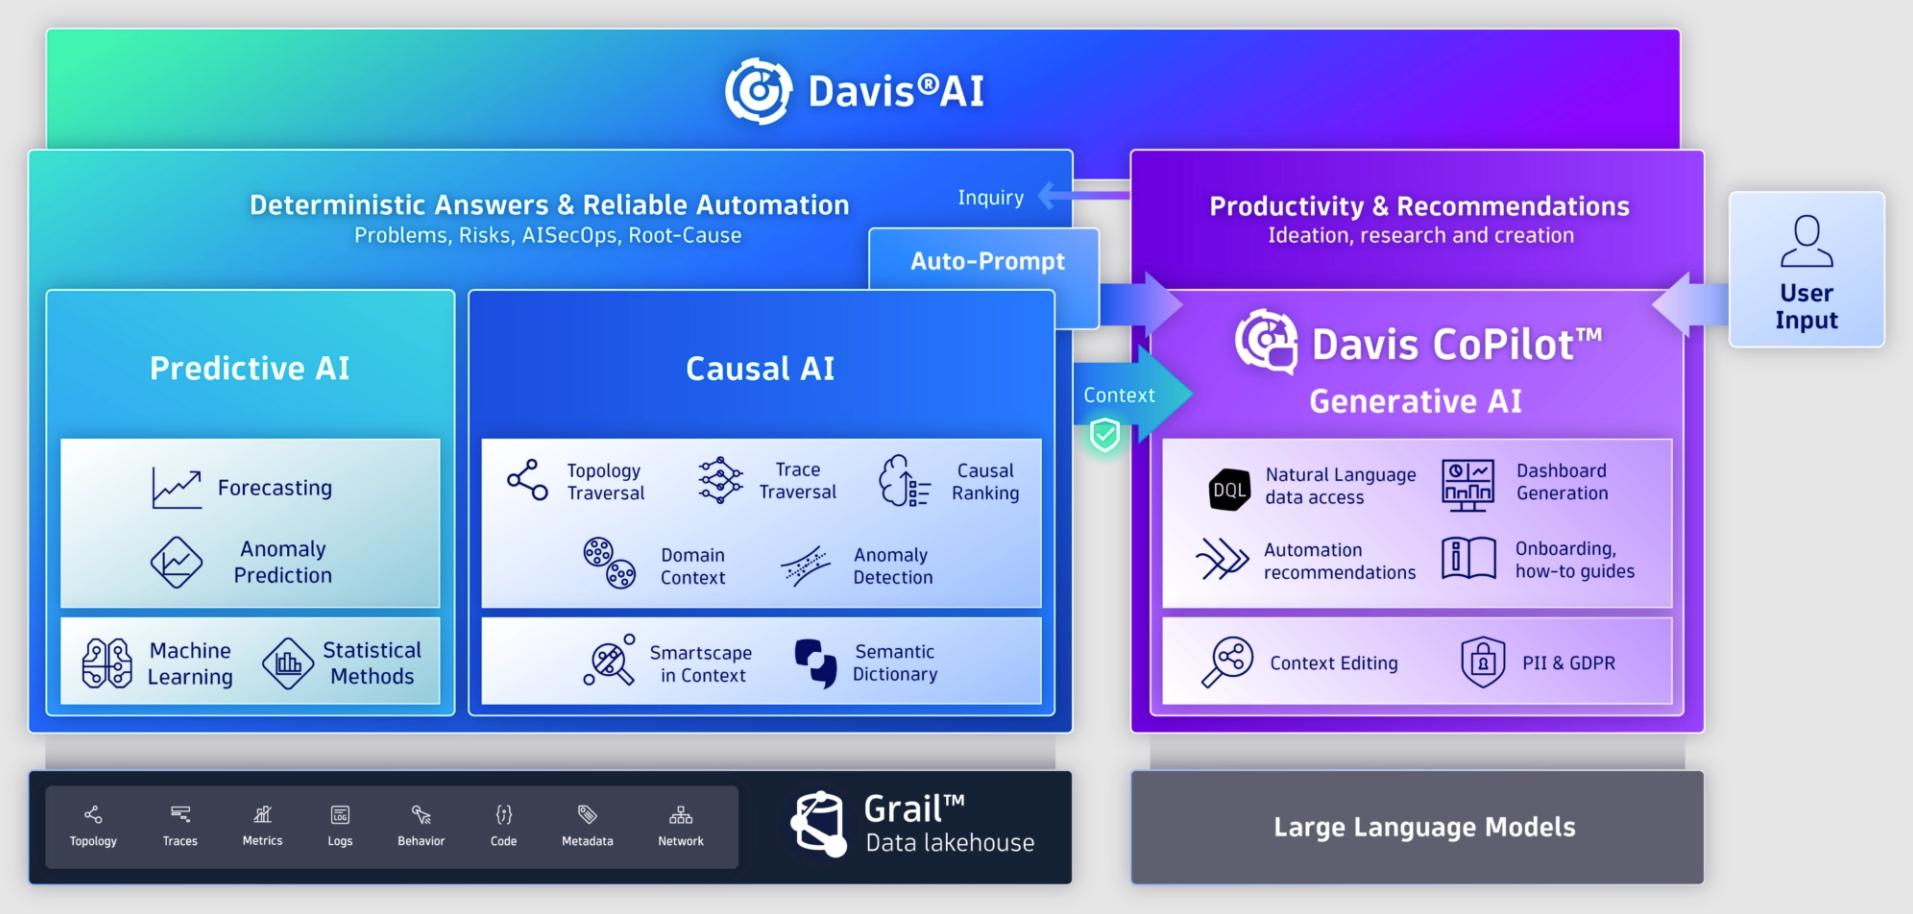 Davis®AI
Deterministic Answers & Reliable Automation
Problems, Risks, AISecOps, Root-Cause
Inquiry
Auto-Prompt
Productivity & Recommendations
Ideation, research and creation
User
Input
Predictive AI
Causal AI
Context
Davis CoPilot™
Generative AI
Forecasting
Anomaly
Prediction
Machine
Learning
Statistical
Methods
Topology
Traversal
Trace
Traversal
Causal
Ranking
Domain
Context
Anomaly
Detection
Smartscape
in Context
Semantic
Dictionary
DQL
Natural Language
data access
Dashboard
Generation
Automation
recommendations
Onboarding,
how-to guides
Context Editing
PII & GDPR
Topology
Traces
Metrics
LOG
Logs
Behavior
Code
Metadata
Network
Grail™
Data lakehouse
Large Language Models